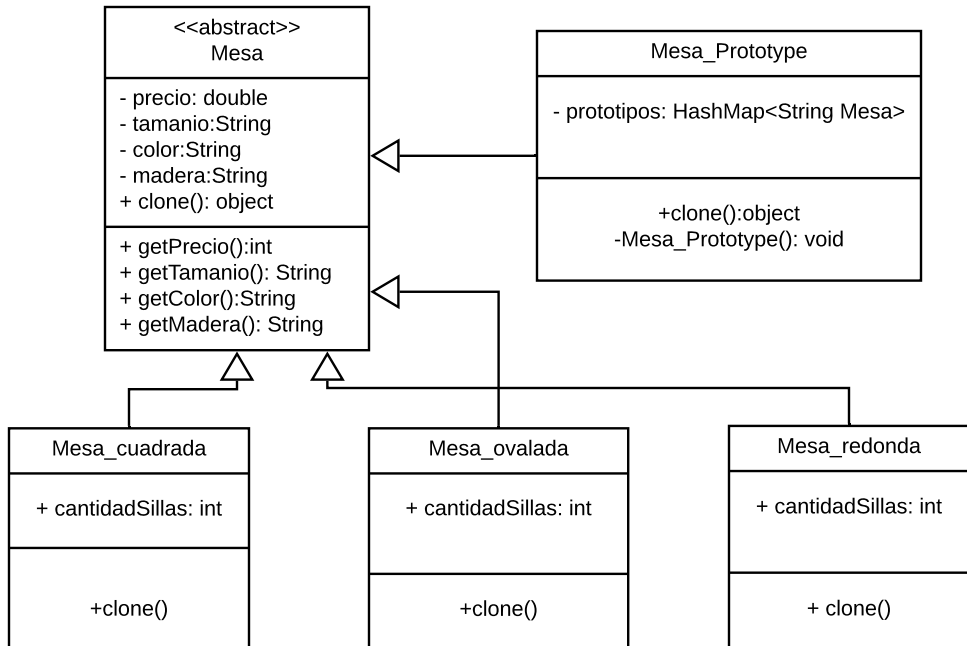 <<abstract>>
Mesa
- precio: double
- tamanio:String
- color:String
- madera:String
+ clone(): object
+ getPrecio():int
+ getTamanio(): String
+ getColor():String
+ getMadera(): String
Mesa_Prototype
- prototipos: HashMap<String Mesa>
+clone():object
-Mesa_Prototype(): void
Mesa_cuadrada
+ cantidadSillas: int
+clone()
Mesa_ovalada
+ cantidadSillas: int
+clone()
Mesa_redonda
+ cantidadSillas: int
+ clone()